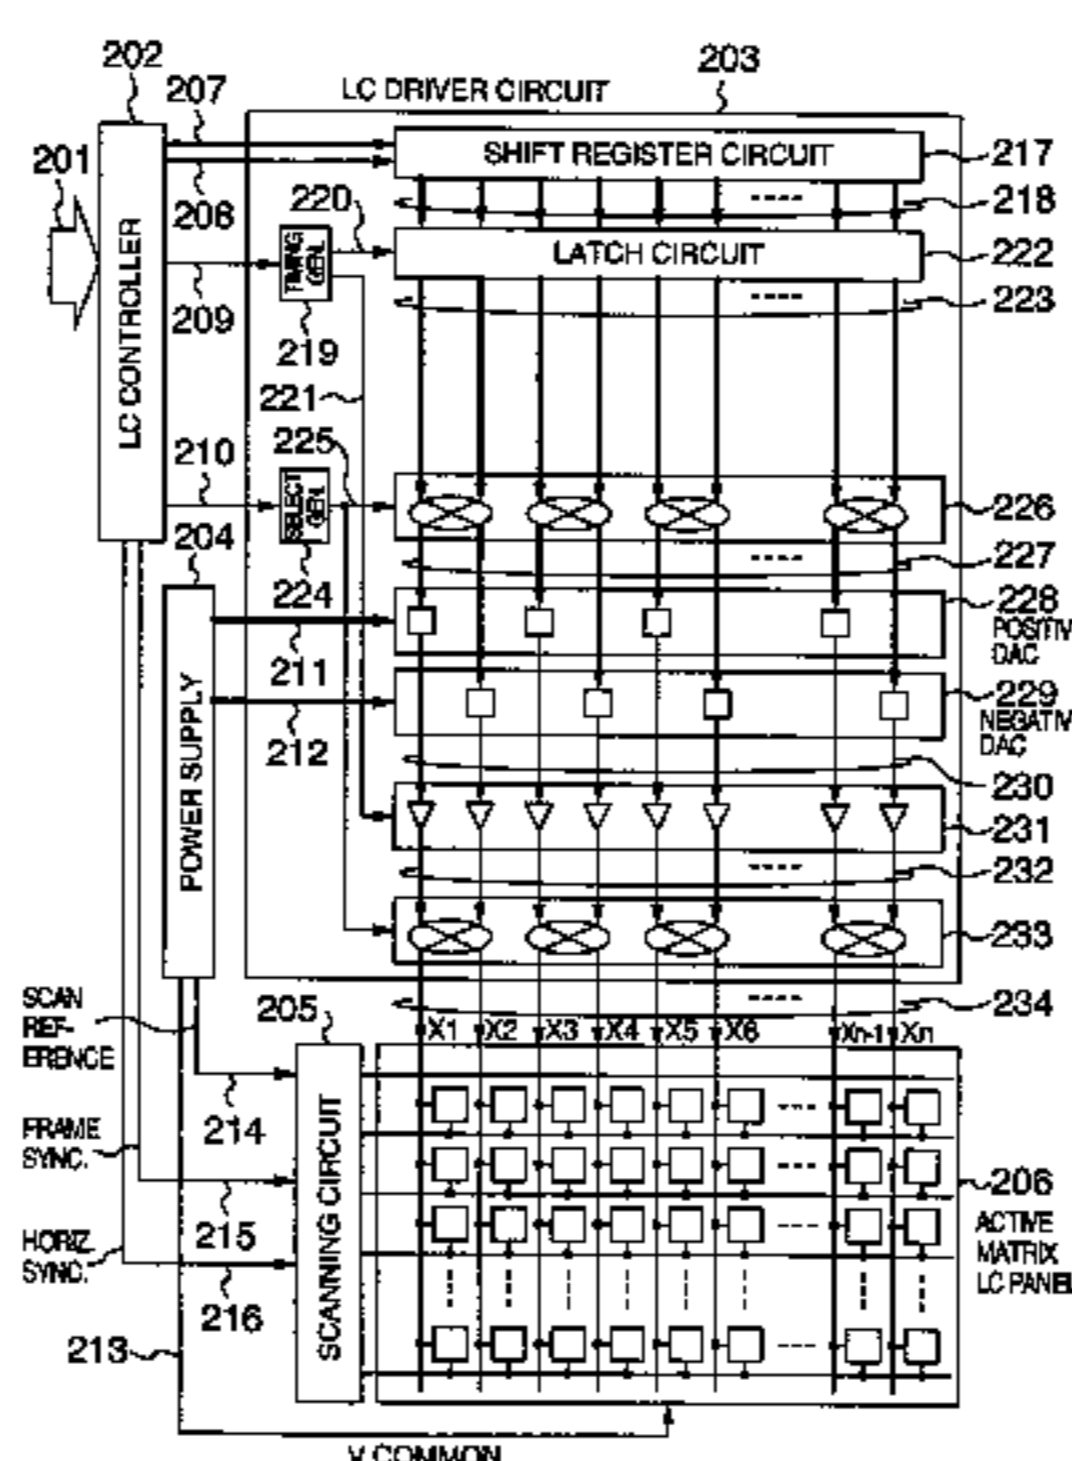 202
203
207
LC DRIVER CIRCUIT
201
SHIFT REGISTER CIRCUIT
217
220
218
208
LC CONTROLLER
TIMING
GEN.
LATCH CIRCUIT
222
209
223
219
221
210
225
SELECT
GEN.
226
204
227
224
228
POSITIV
DAC
211
POWER SUPPLY
229
NEGATIV
DAC
212
230
231
232
233
SCAN
REF-
ERENCE
205
234
X1 X2 X3 X4 X5 X6 Xn-1 Xn
214
SCANNING CIRCUIT
FRAME
SYNC.
206
215
ACTIVE
MATRIX
LC PANEL
HORIZ.
SYNC.
216
213
V COMMON